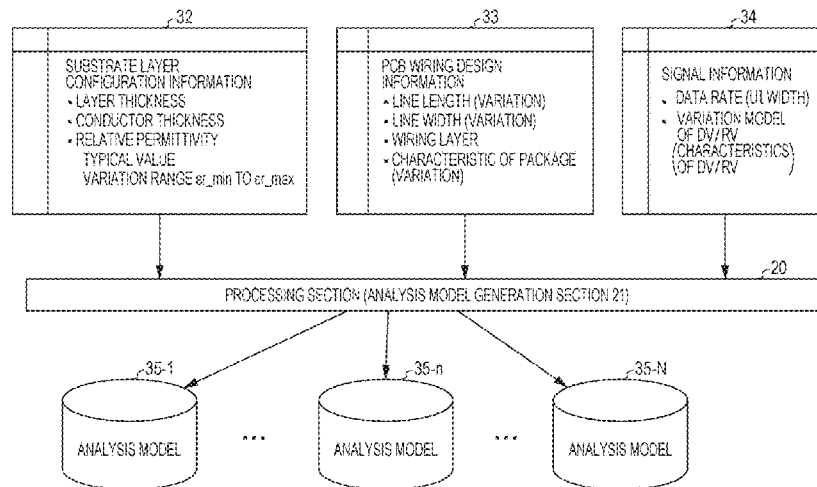 32
SUBSTRATE LAYER
CONFIGURATION INFORMATION
• LAYER THICKNESS
• CONDUCTOR THICKNESS
• RELATIVE PERMITTIVITY
TYPICAL VALUE
VARIATION RANGE εr_min TO εr_max
33
PCB WIRING DESIGN
INFORMATION
• LINE LENGTH (VARIATION)
• LINE WIDTH (VARIATION)
• WIRING LAYER
• CHARACTERISTIC OF PACKAGE
(VARIATION)
34
SIGNAL INFORMATION
• DATA RATE (UI WIDTH)
• VARIATION MODEL
OF DV/RV
(CHARACTERISTICS)
(OF DV/RV)
20
PROCESSING SECTION (ANALYSIS MODEL GENERATION SECTION 21)
35-1
ANALYSIS MODEL
...
35-n
ANALYSIS MODEL
...
35-N
ANALYSIS MODEL